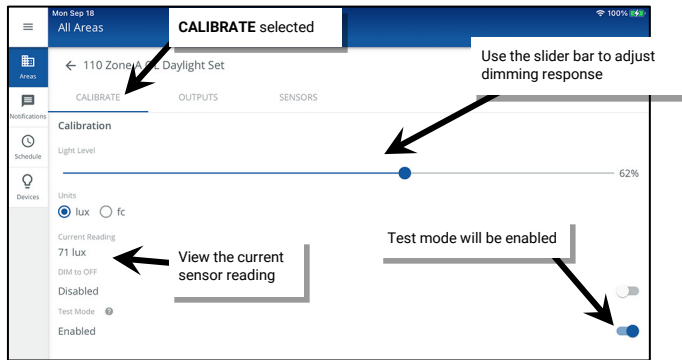 Mon Sep 18
100%
All Areas
CALIBRATE selected
Use the slider bar to adjust
dimming response
Areas
110 Zone A
Daylight Set
CALIBRATE
OUTPUTS
SENSORS
Notifications
Calibration
Schedule
Light Level
62%
Devices
Units
lux
fc
Current Reading
71 lux
View the current
sensor reading
Test mode will be enabled
DIM to OFF
Disabled
Test Mode ?
Enabled